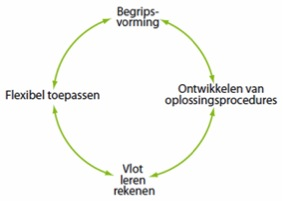 Begrips-
vorming
Flexibel toepassen
Ontwikkelen van
oplossingsprocedures
Vlot
leren
rekenen